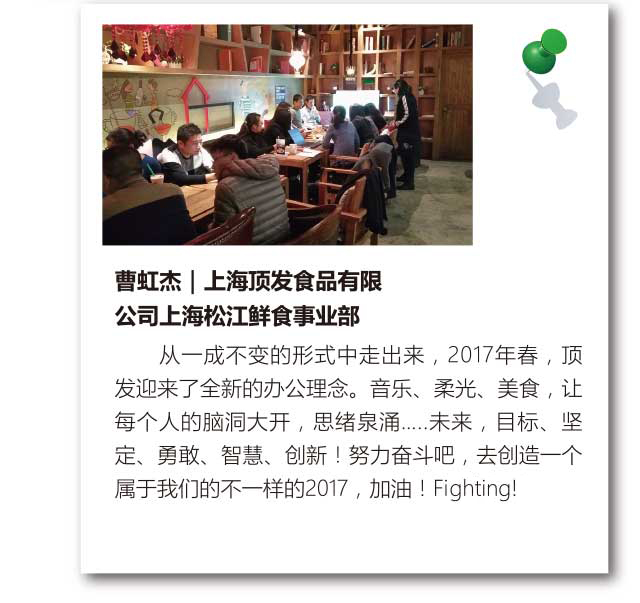 曹虹杰｜上海顶发食品有限
公司上海松江鲜食事业部
从一成不变的形式中走出来，2017年春，顶
发迎来了全新的办公理念。音乐、柔光、美食，让
每个人的脑洞大开，思绪泉涌.....未来，目标、坚
定、勇敢、智慧、创新！努力奋斗吧，去创造一个
属于我们的不一样的2017，加油！Fighting!